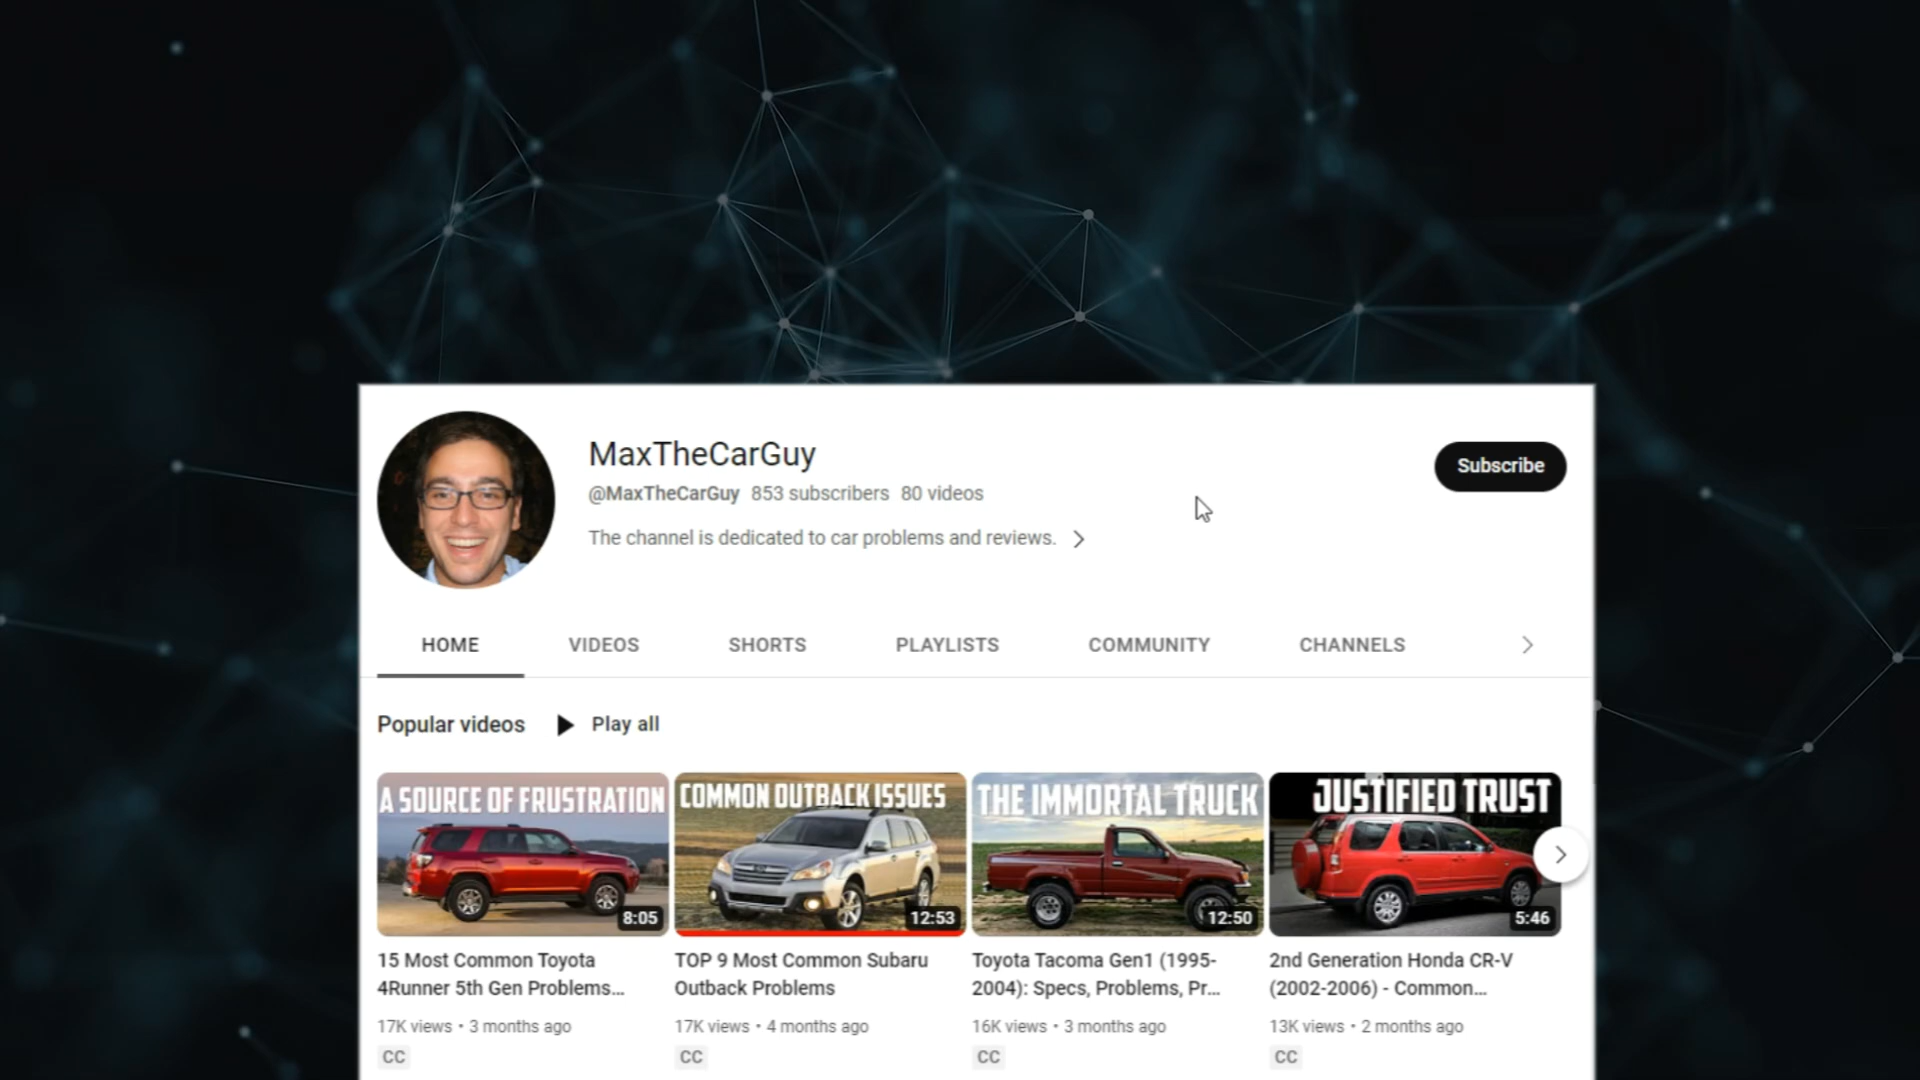 MaxTheCarGuy
Subscribe
@MaxTheCarGuy 853 subscribers 80 videos
The channel is dedicated to car problems and reviews.
HOME VIDEOS SHORTS PLAYLISTS COMMUNITY CHANNELS
Popular videos Play all
A SOURCE OF FRUSTRATION
8:05
15 Most Common Toyota
4Runner 5th Gen Problems...
17K views • 3 months ago
CC
COMMON OUTBACK ISSUES
12:53
TOP 9 Most Common Subaru
Outback Problems
17K views • 4 months ago
CC
THE IMMORTAL TRUCK
12:50
Toyota Tacoma Gen1 (1995-
2004): Specs, Problems, Pr...
16K views • 3 months ago
CC
JUSTIFIED TRUST
5:46
2nd Generation Honda CR-V
(2002-2006) - Common...
13K views • 2 months ago
CC